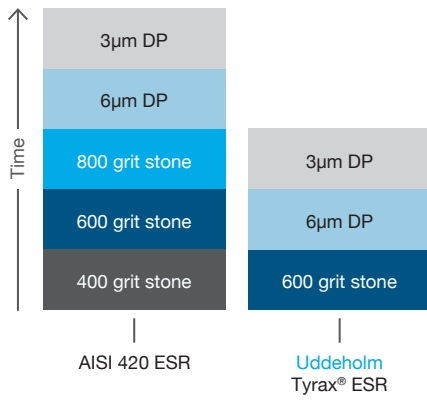 Time
3µm DP
6µm DP
800 grit stone
600 grit stone
400 grit stone
AISI 420 ESR
3µm DP
6µm DP
600 grit stone
Uddeholm
Tyrax® ESR